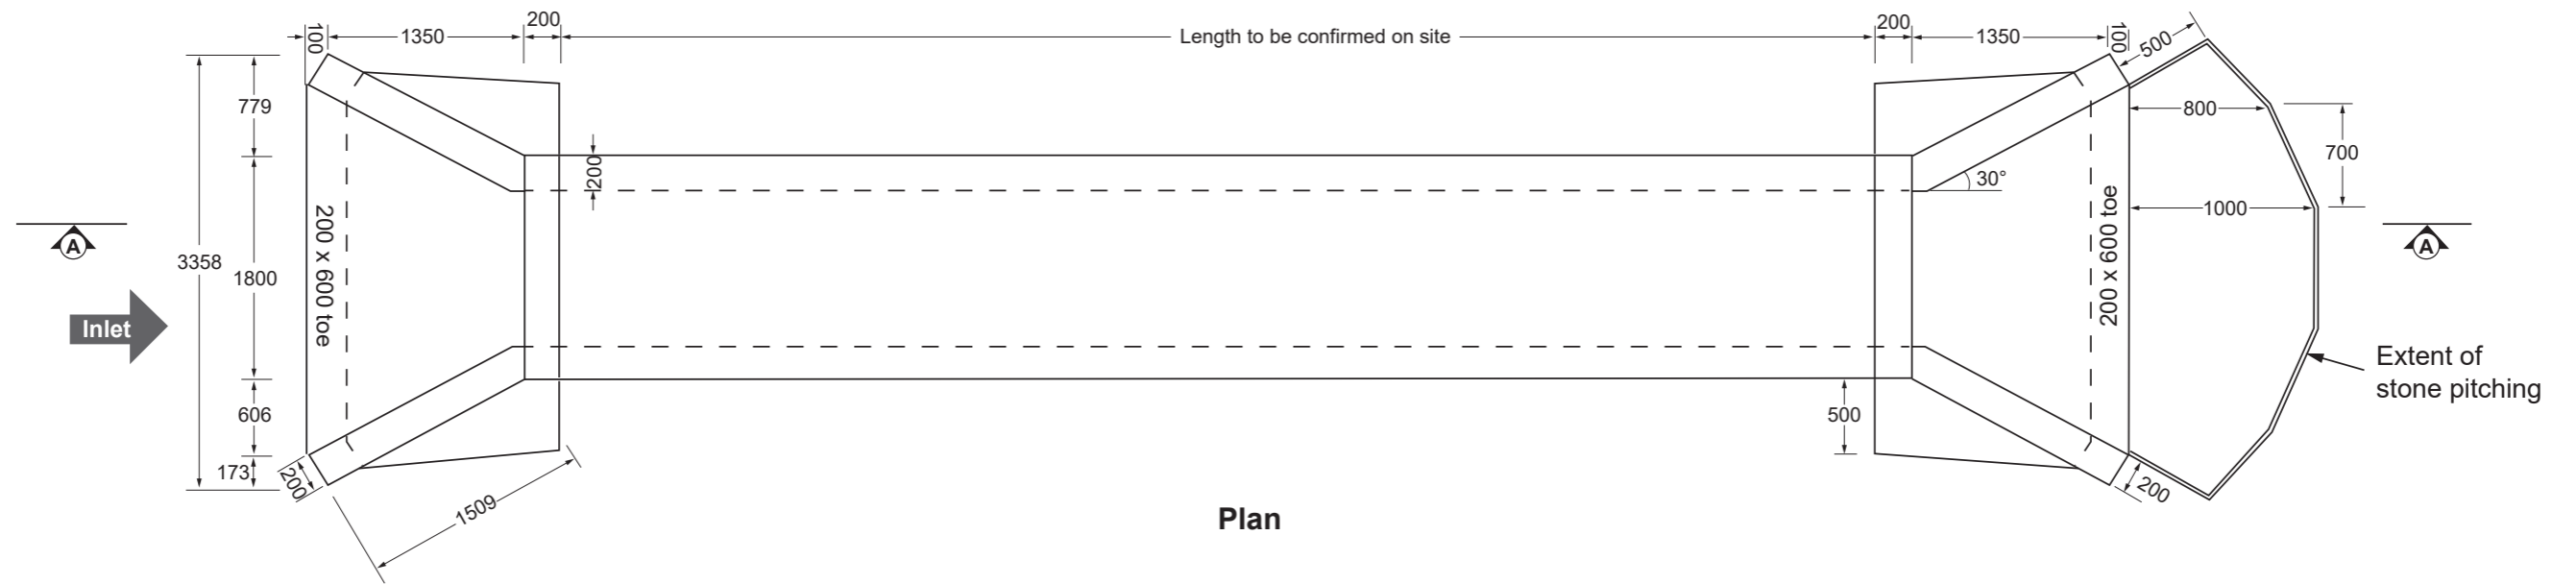 100
1350
200
Length to be confirmed on site
200
1350
100
500
779
800
200
700
30°
200 x 600 toe
200 x 600 toe
1000
A
A
3358
1800
Inlet
Extent of
stone pitching
606
500
173
200
200
1509
Plan